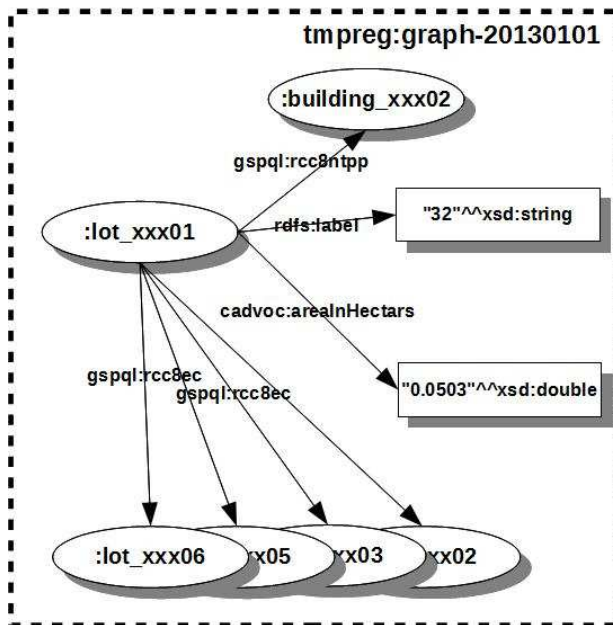 tmpreg:graph-20130101
:building_xxx02
gspql:rcc8ntpp
"32"^^xsd:string
:lot_xxx01
rdfs:label
cadvoc:areaInHectars
"0.0503"^^xsd:double
gspql:rcc8ec
gspql:rcc8ec
:lot_xxx06
xx05
xx03
xx02